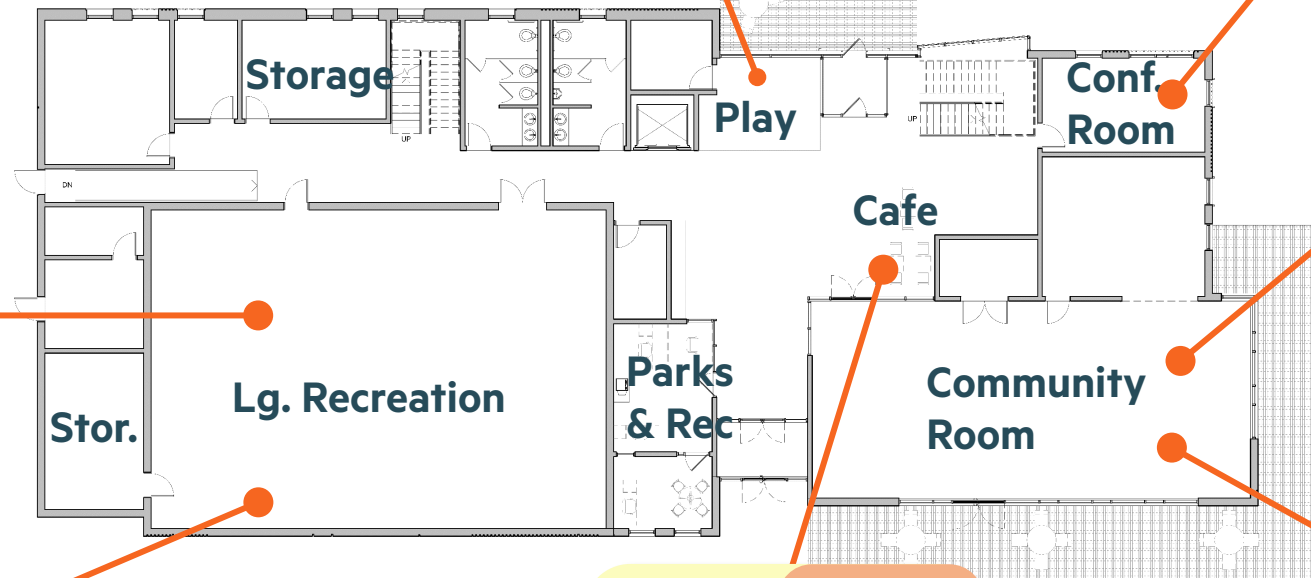 Storage
Conf.
Room
Play
UP
UP
DN
Cafe
Parks
& Rec
Community
Room
Lg. Recreation
Stor.